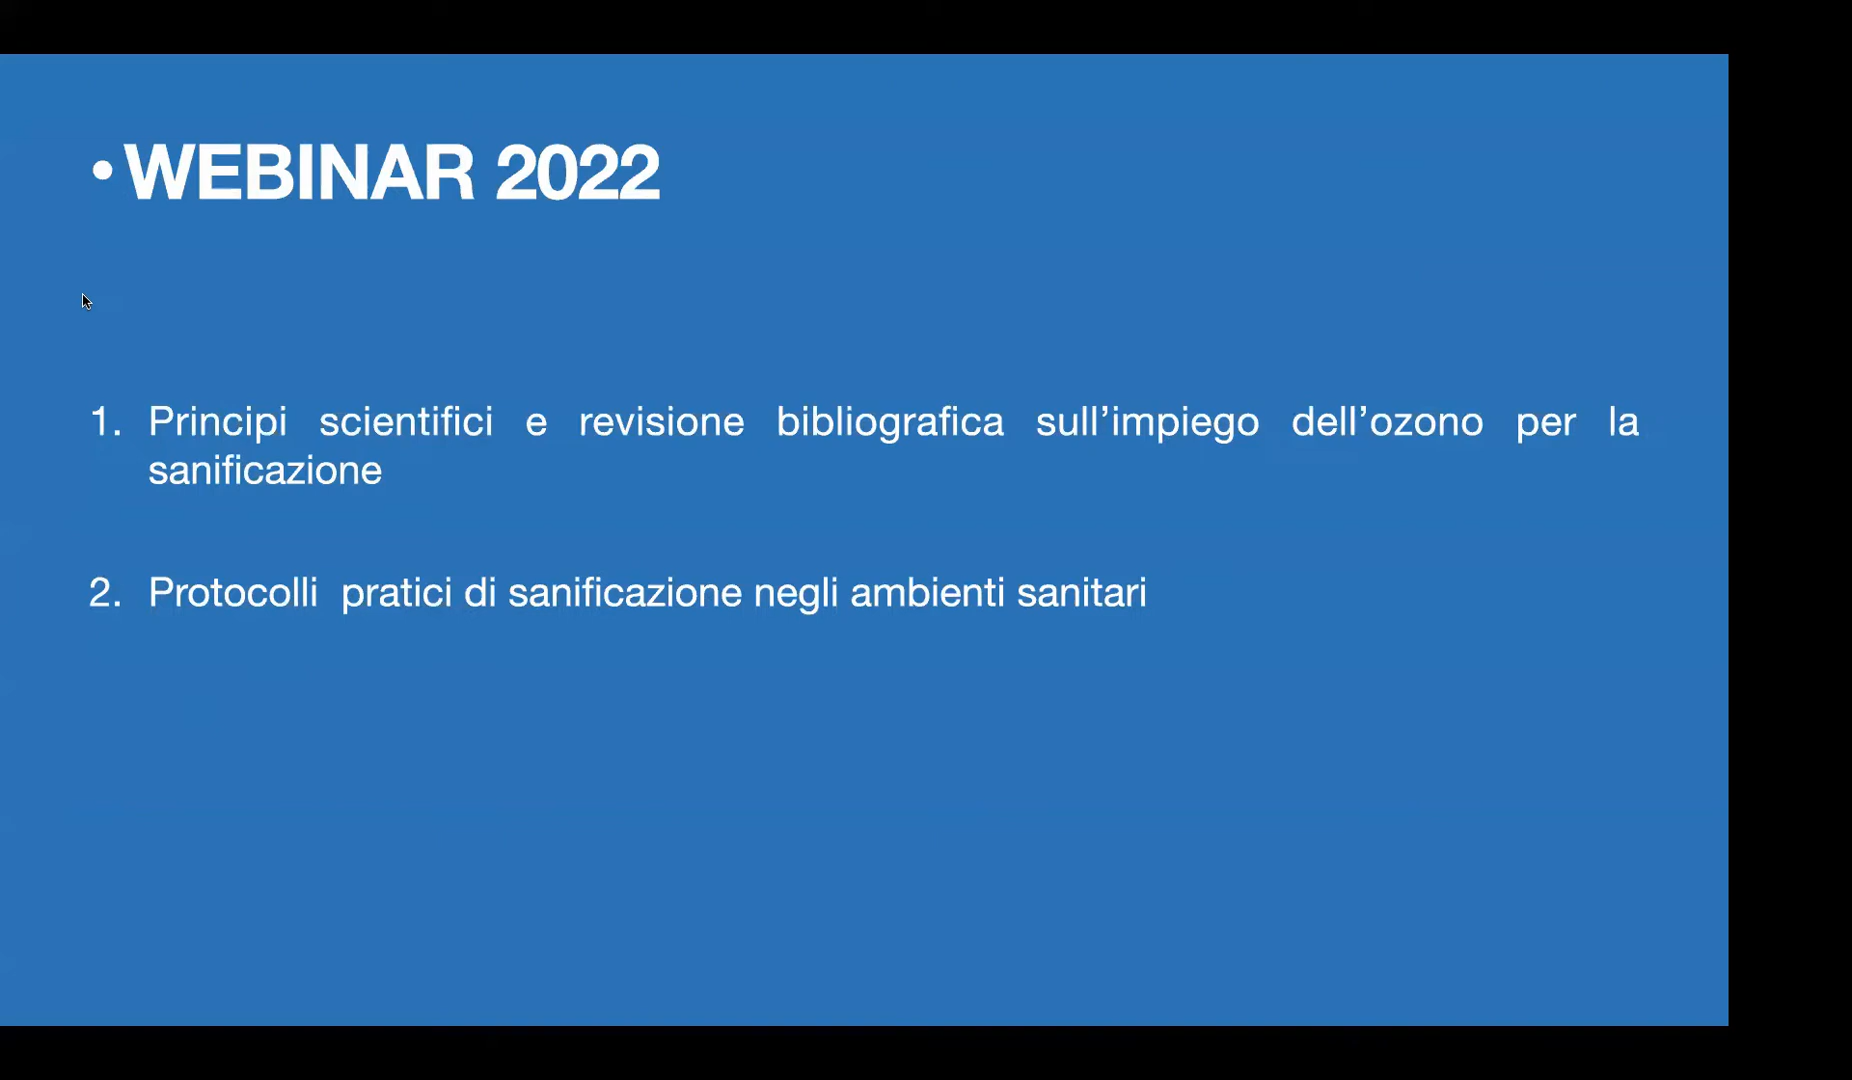 • WEBINAR 2022
1. Principi scientifici e revisione bibliografica sull’impiego dell’ozono per la
sanificazione
2. Protocolli  pratici di sanificazione negli ambienti sanitari